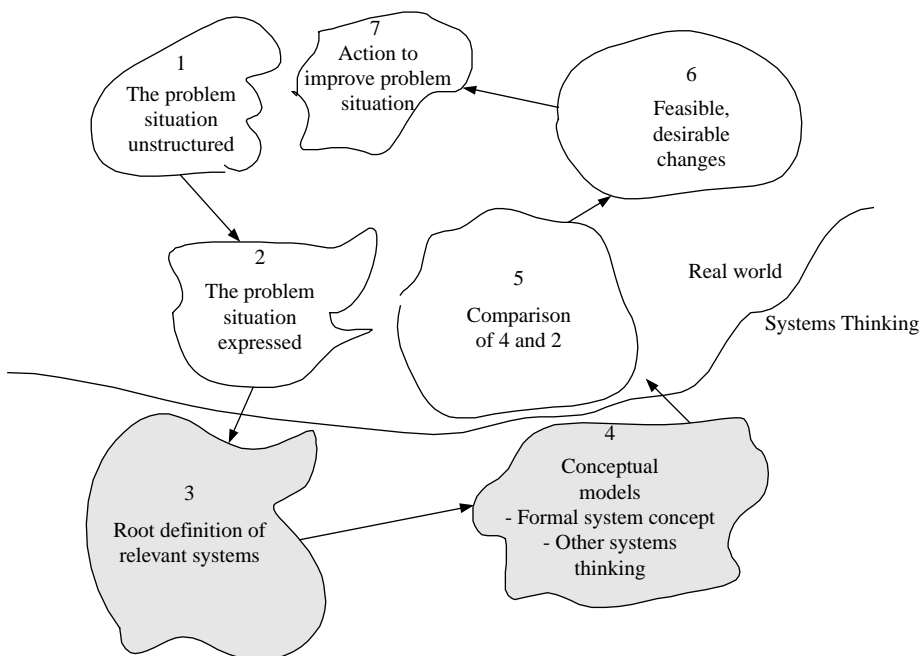 1
The problem
situation
unstructured
7
Action to
improve problem
situation
6
Feasible,
desirable
changes
2
The problem
situation
expressed
5
Comparison
of 4 and 2
Real world
Systems Thinking
3
Root definition of
relevant systems
4
Conceptual
models
- Formal system concept
- Other systems
thinking